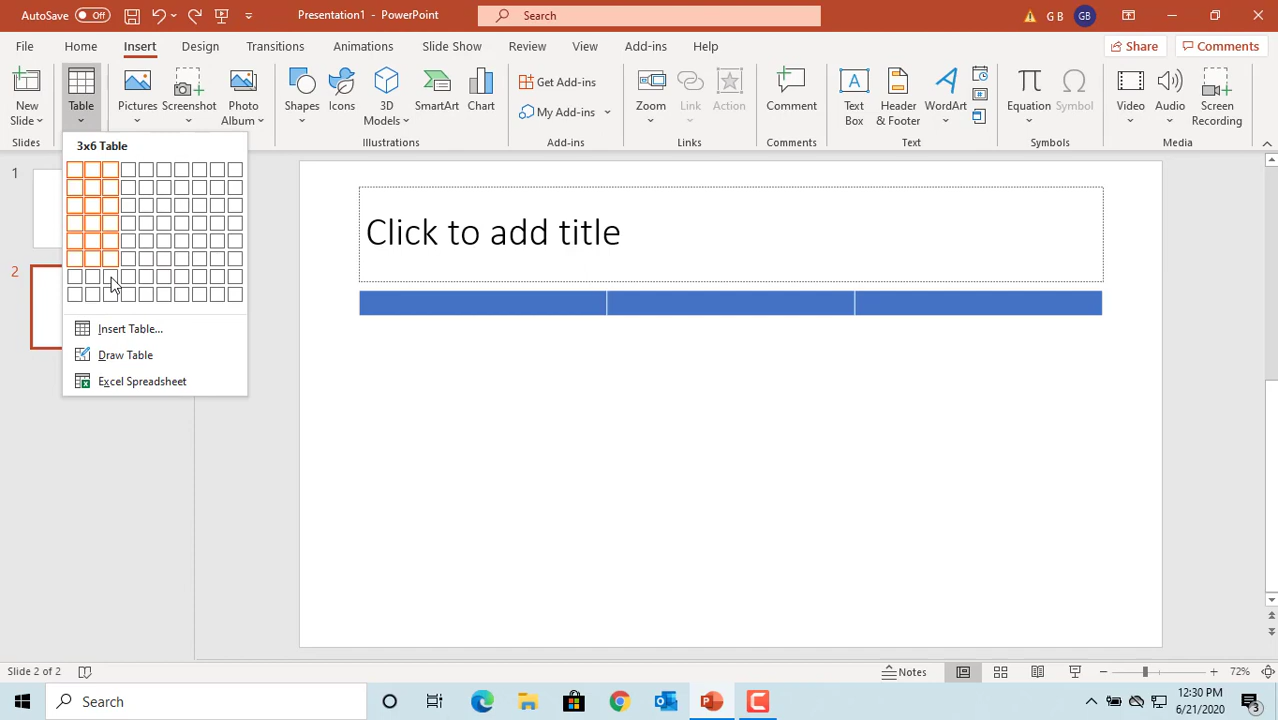 AutoSave Off Presentation1 - PowerPoint Search G B GB
File Home Insert Design Transitions Animations Slide Show Review View Add-ins Help Share Comments
New Slide Table Pictures Screenshot Photo Album Shapes Icons 3D Models SmartArt Chart Get Add-ins My Add-ins Zoom Link Action Comment Text Box Header & Footer WordArt Equation Symbol Video Audio Screen Recording
Slides Illustrations Add-ins Links Comments Text Symbols Media
3x6 Table
Insert Table...
Draw Table
Excel Spreadsheet
1
2
Click to add title
Slide 2 of 2 Notes 72%
Search 12:30 PM
6/21/2020 3